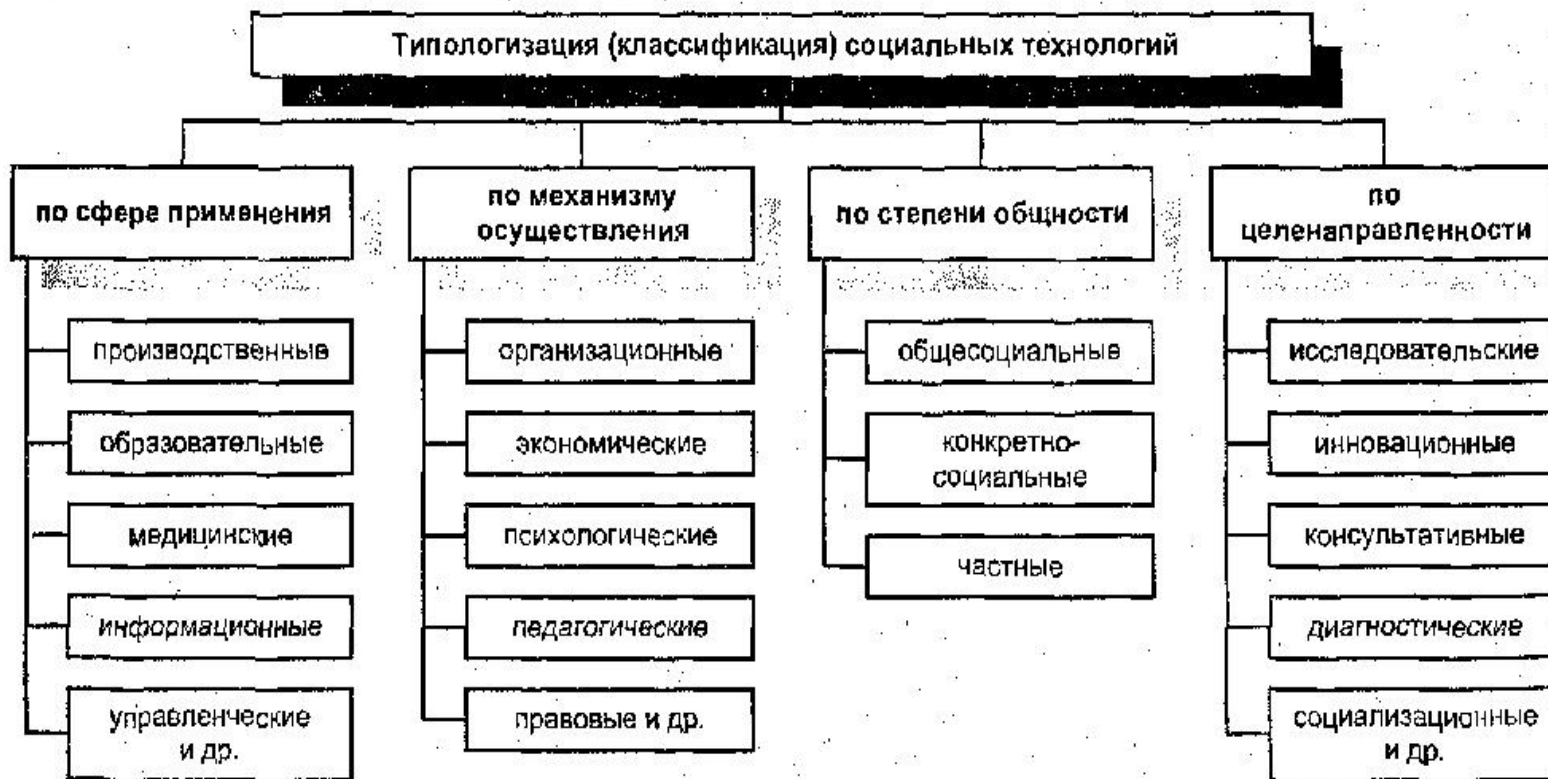 Типологизация (классификация) социальных технологий
по сфере применения
производственные
образовательные
медицинские
информационные
управленческие
и др.
по механизму
осуществления
организационные
экономические
психологические
педагогические
правовые и др.
по степени общности
общесоциальные
конкретно-
социальные
частные
по
целенаправленности
исследовательские
инновационные
консультативные
диагностические
социализационные
и др.